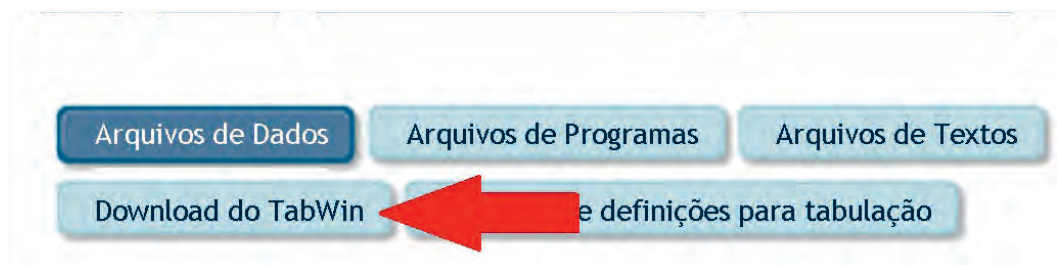 Arquivos de Dados Arquivos de Programas Arquivos de Textos
Download do TabWin e definições para tabulação